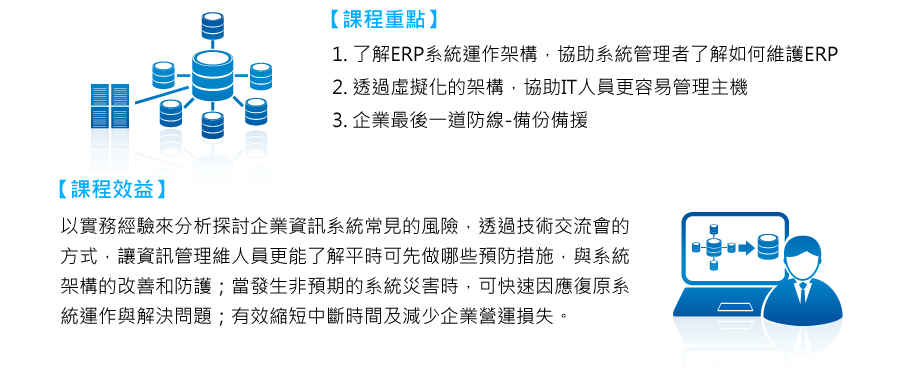 【課程重點】
1. 了解ERP系統運作架構，協助系統管理者了解如何維護ERP
2. 透過虛擬化的架構，協助IT人員更容易管理主機
3. 企業最後一道防線-備份備援
【課程效益】
以實務經驗來分析探討企業資訊系統常見的風險，透過技術交流會的
方式，讓資訊管理維人員更能了解平時可先做哪些預防措施，與系統
架構的改善和防護；當發生非預期的系統災害時，可快速因應復原系
統運作與解決問題；有效縮短中斷時間及減少企業營運損失。